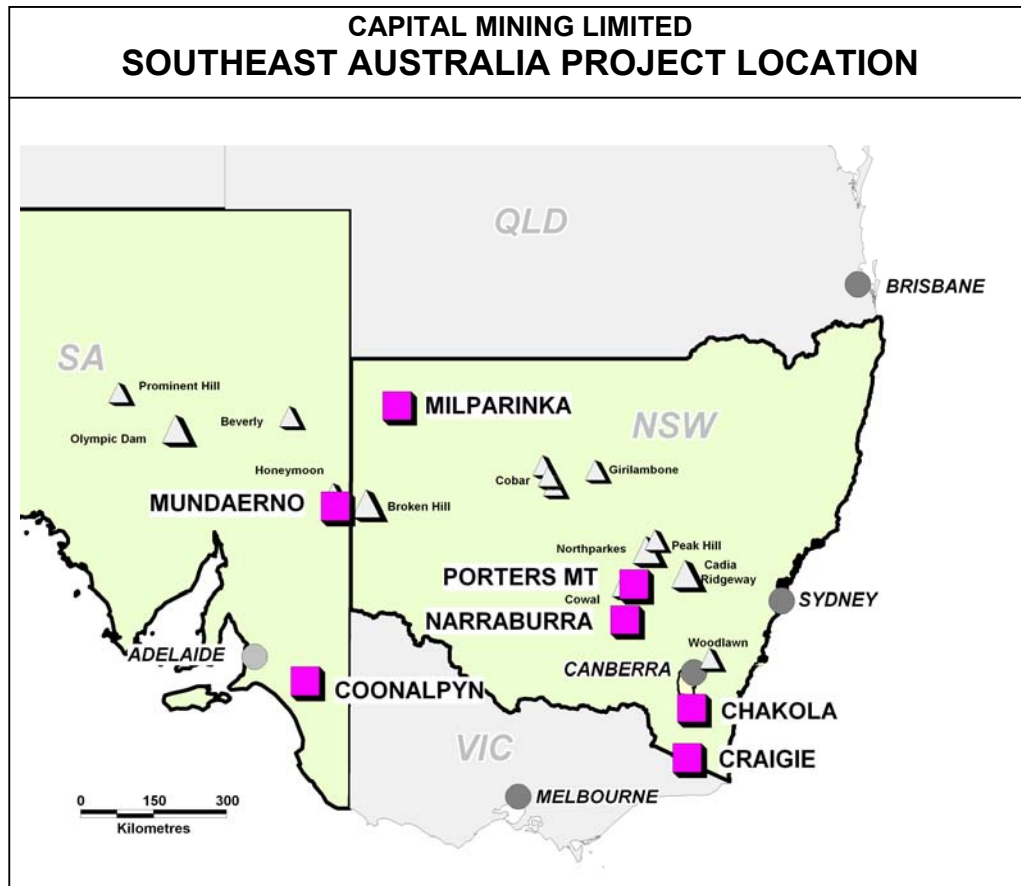 CAPITAL MINING LIMITED
SOUTHEAST AUSTRALIA PROJECT LOCATION
QLD
BRISBANE
SA
Prominent Hill
MILPARINKA
NSW
Beverly
Olympic Dam
Honeymoon
Cobar
Girilambone
MUNDAERNO
Broken Hill
Northparkes
Peak Hill
Cadia
Ridgeway
PORTERS MT
Cowal
SYDNEY
NARRABURRA
Woodlawn
ADELAIDE
CANBERRA
COONALPYN
CHAKOLA
VIC
CRAIGIE
MELBOURNE
0 150 300
Kilometres